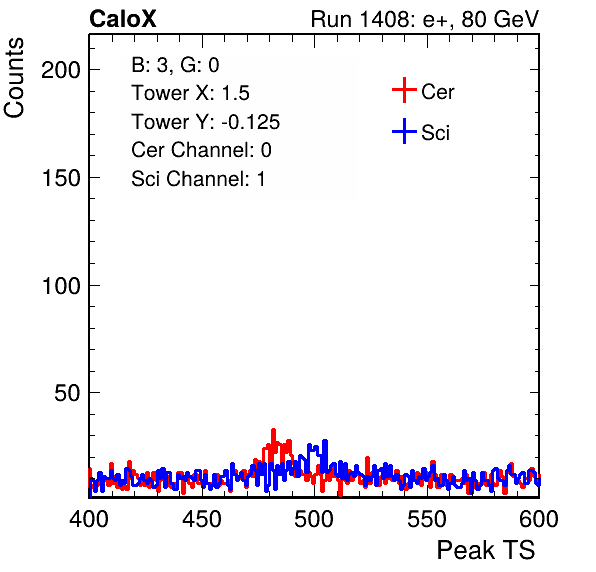 CaloX Run 1408: e+, 80 GeV
Counts
200
150
100
50
B: 3, G: 0
Tower X: 1.5
Tower Y: -0.125
Cer Channel: 0
Sci Channel: 1
Cer
Sci
400 450 500 550 600
Peak TS